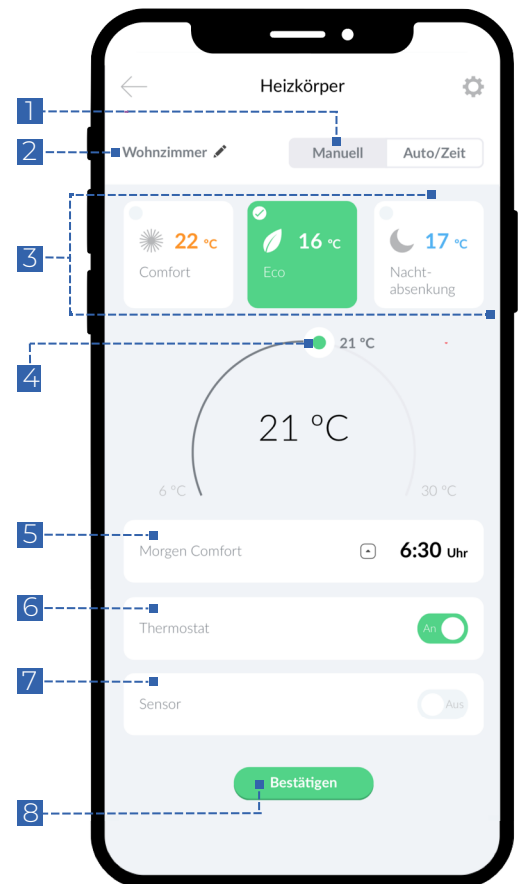 Heizkörper
1
2
Wohnzimmer
Manuell
Auto/Zeit
3
22 °C
Comfort
16 °C
Eco
17 °C
Nacht-
absenkung
4
21 °C
21 °C
6 °C
30 °C
5
Morgen Comfort
6:30 Uhr
6
Thermostat
An
7
Sensor
Aus
8
Bestätigen